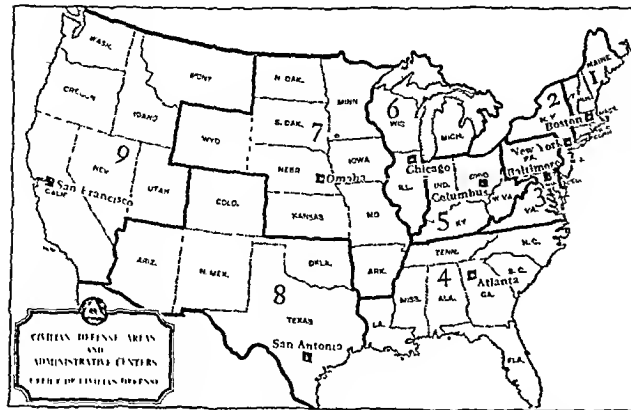 WASH.
MONT
N. DAK.
MINN
MAINE
1
OREGON
IDAHO
WYO
S. DAK.
7
6
WIS
MICH.
2
N.Y.
Boston
9
NEV.
UTAH
COLO.
NEBR
Omaha
IOWA
Chicago
ILL.
IND.
OHIO
Columbus
New York
PA.
Baltimore
San Francisco
CALIF
KANSAS
MO
5
KY
W.VA
VA.
3
ARIZ.
N. MEX.
OKLA.
ARK.
TENN.
N.C.
8
TEXAS
San Antonio
LA.
MISS.
4
ALA.
Atlanta
GA.
S.C.
FLA.
CIVILIAN DEFENSE AREAS
AND
ADMINISTRATIVE CENTERS
OFFICE OF CIVILIAN DEFENSE